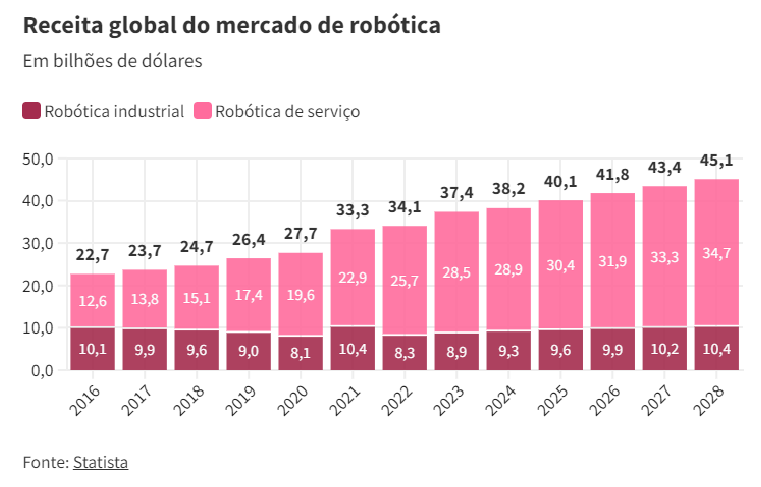 Receita global do mercado de robótica
Em bilhões de dólares
Robótica industrial Robótica de serviço
50,0
40,0
30,0
20,0
10,0
0,0
22,7 23,7 24,7 26,4 27,7 33,3 34,1 37,4 38,2 40,1 41,8 43,4 45,1
12,6 13,8 15,1 17,4 19,6 22,9 25,7 28,5 28,9 30,4 31,9 33,3 34,7
10,1 9,9 9,6 9,0 8,1 10,4 8,3 8,9 9,3 9,6 9,9 10,2 10,4
2016 2017 2018 2019 2020 2021 2022 2023 2024 2025 2026 2027 2028
Fonte: Statista